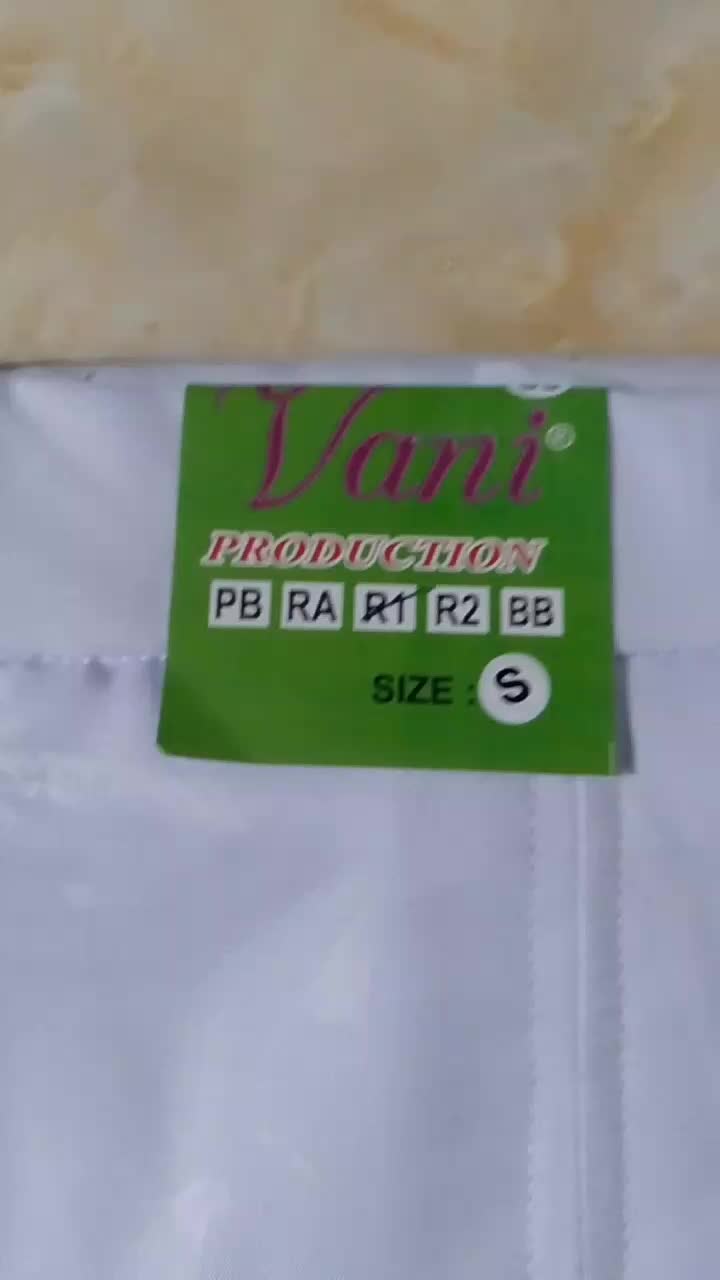 Vani®
PRODUCTION
PB RA R1 R2 BB
SIZE : S